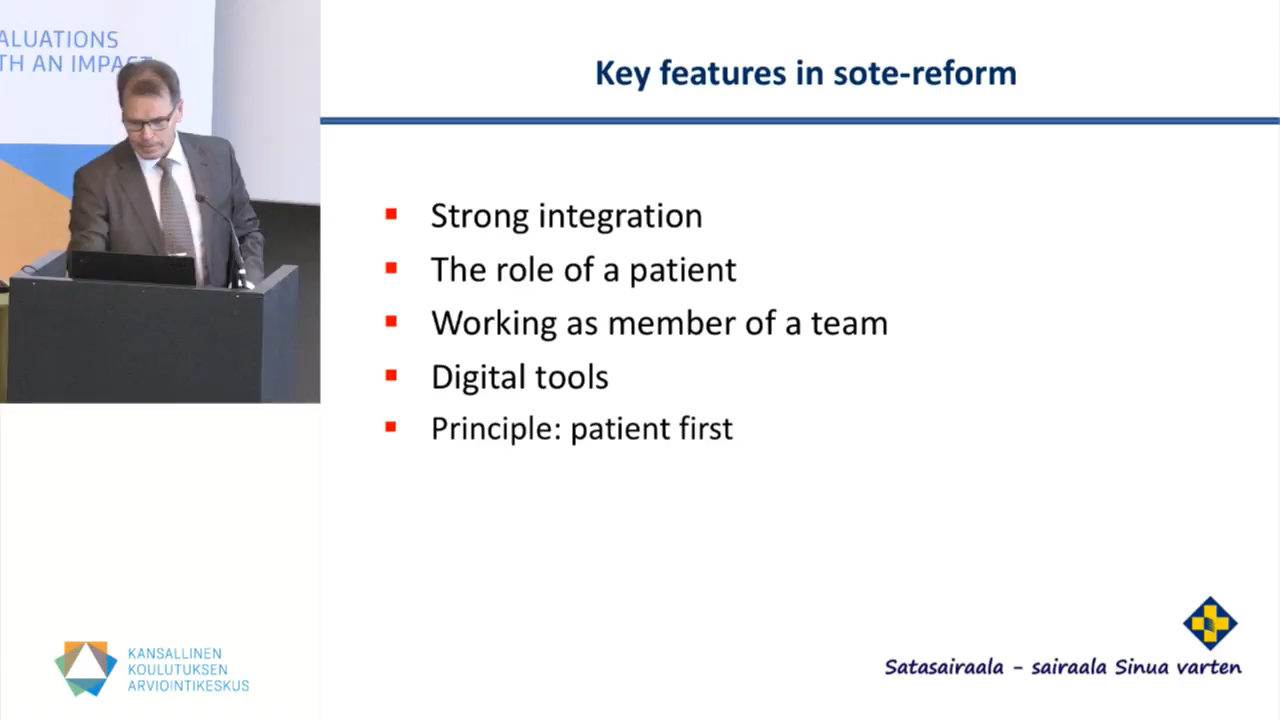 ALUATIONS
TH AN IMPACT
Key features in sote-reform
Strong integration
The role of a patient
Working as member of a team
Digital tools
Principle: patient first
Satasairaala – sairaala Sinua varten
KANSALLINEN
KOULUTUKSEN
ARVIOINTIKESKUS